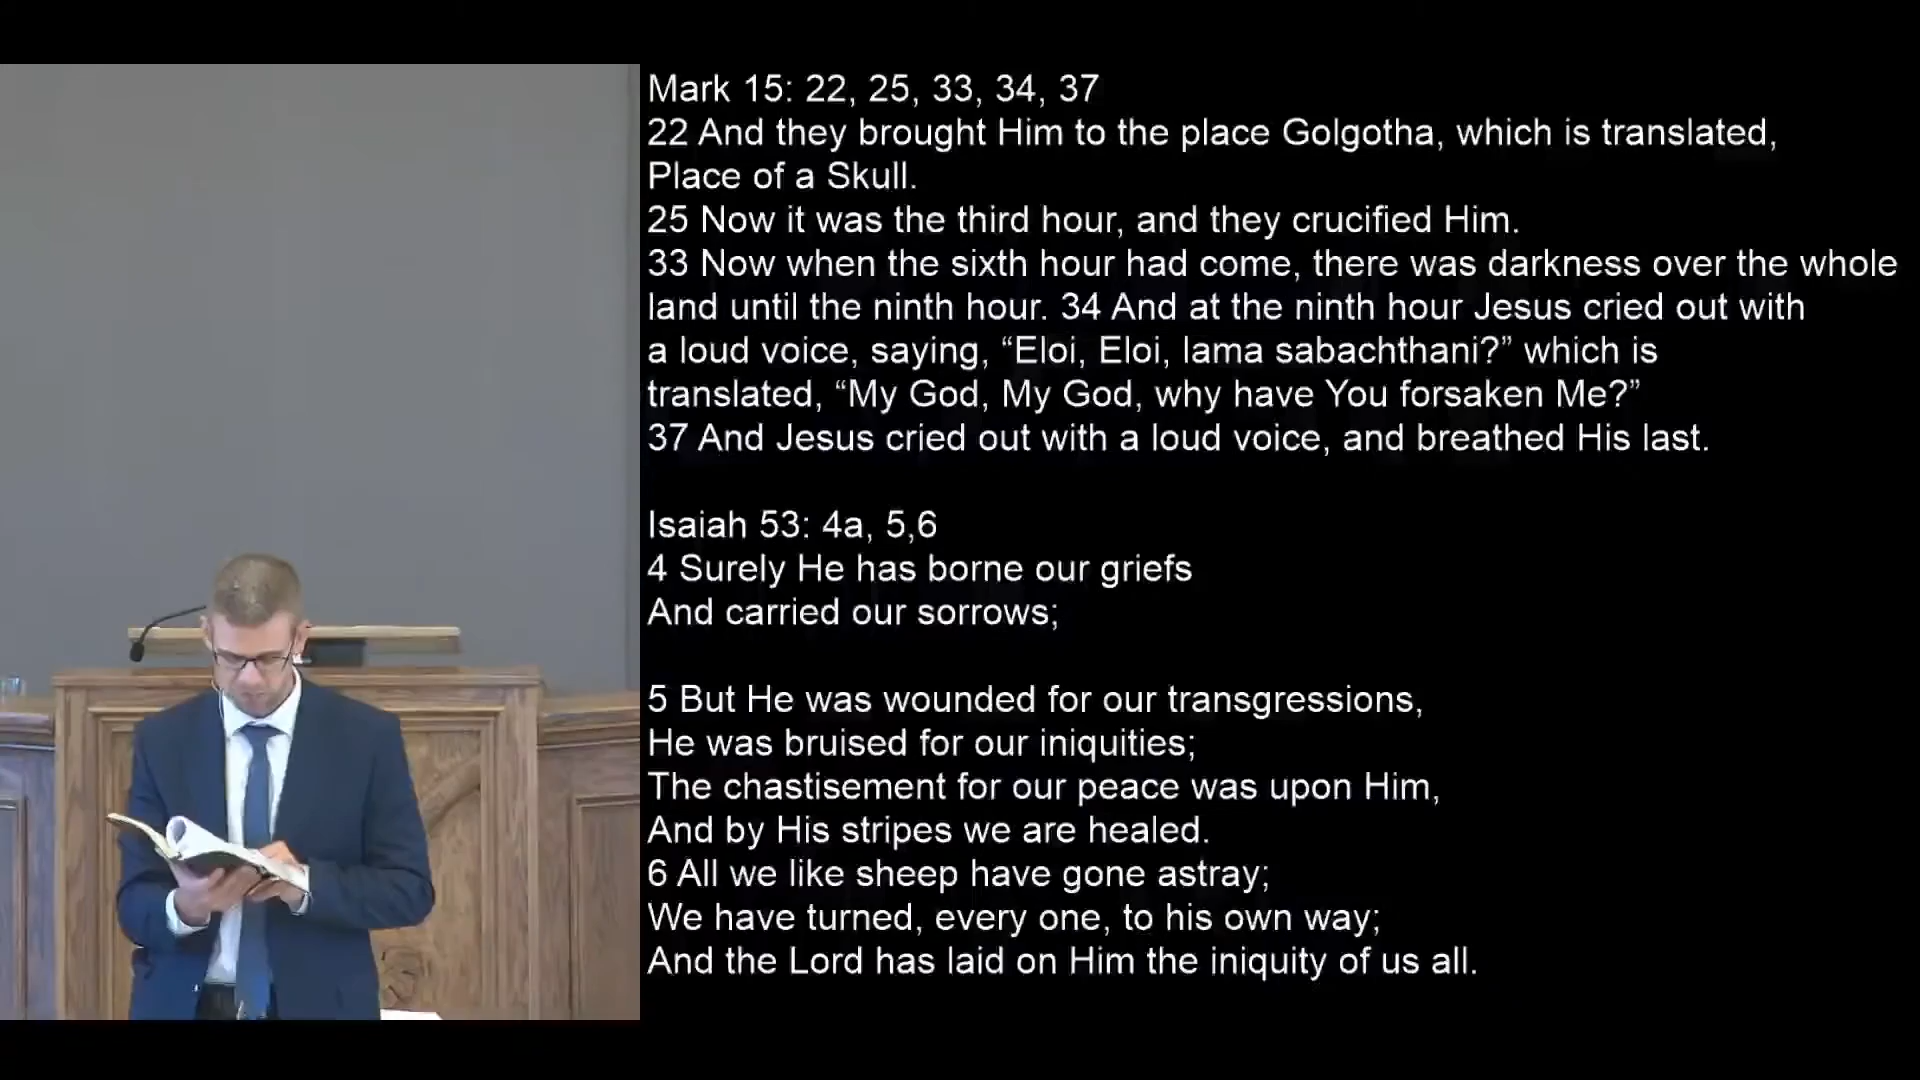 Mark 15: 22, 25, 33, 34, 37
22 And they brought Him to the place Golgotha, which is translated,
Place of a Skull.
25 Now it was the third hour, and they crucified Him.
33 Now when the sixth hour had come, there was darkness over the whole
land until the ninth hour. 34 And at the ninth hour Jesus cried out with
a loud voice, saying, “Eloi, Eloi, lama sabachthani?” which is
translated, “My God, My God, why have You forsaken Me?”
37 And Jesus cried out with a loud voice, and breathed His last.
Isaiah 53: 4a, 5,6
4 Surely He has borne our griefs
And carried our sorrows;
5 But He was wounded for our transgressions,
He was bruised for our iniquities;
The chastisement for our peace was upon Him,
And by His stripes we are healed.
6 All we like sheep have gone astray;
We have turned, every one, to his own way;
And the Lord has laid on Him the iniquity of us all.